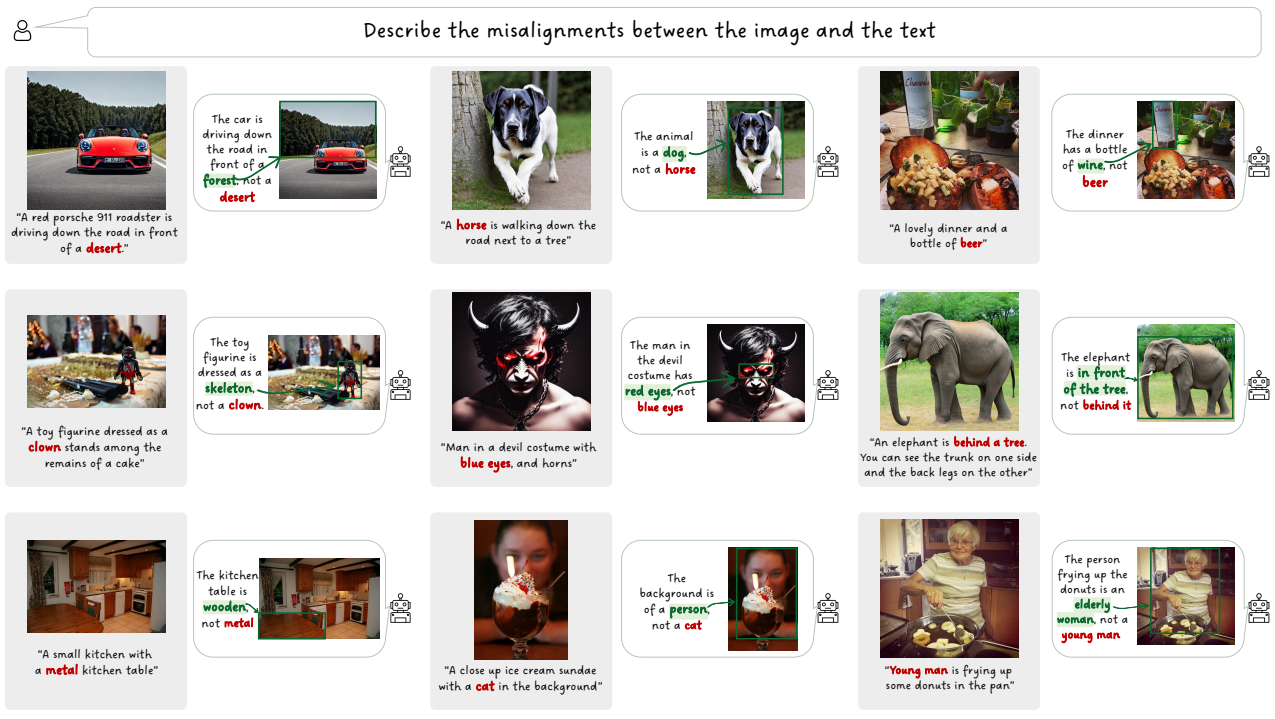 Describe the misalignments between the image and the text
The car is
driving down
the road in
front of a
forest, not a
desert
"A red porsche 911 roadster is
driving down the road in front
of a desert."
The animal
is a dog,
not a horse
"A horse is walking down the
road next to a tree"
The dinner
has a bottle
of wine, not
beer
"A lovely dinner and a
bottle of beer"
The toy
figurine is
dressed as a
skeleton,
not a clown.
"A toy figurine dressed as a
clown stands among the
remains of a cake"
The man in
the devil
costume has
red eyes, not
blue eyes
"Man in a devil costume with
blue eyes, and horns"
The elephant
is in front
of the tree,
not behind it
"An elephant is behind a tree.
You can see the trunk on one side
and the back legs on the other"
The kitchen
table is
wooden,
not metal
"A small kitchen with
a metal kitchen table"
The
background is
of a person,
not a cat
"A close up ice cream sundae
with a cat in the background"
The person
frying up the
donuts is an
elderly
woman, not a
young man
"Young man is frying up
some donuts in the pan"